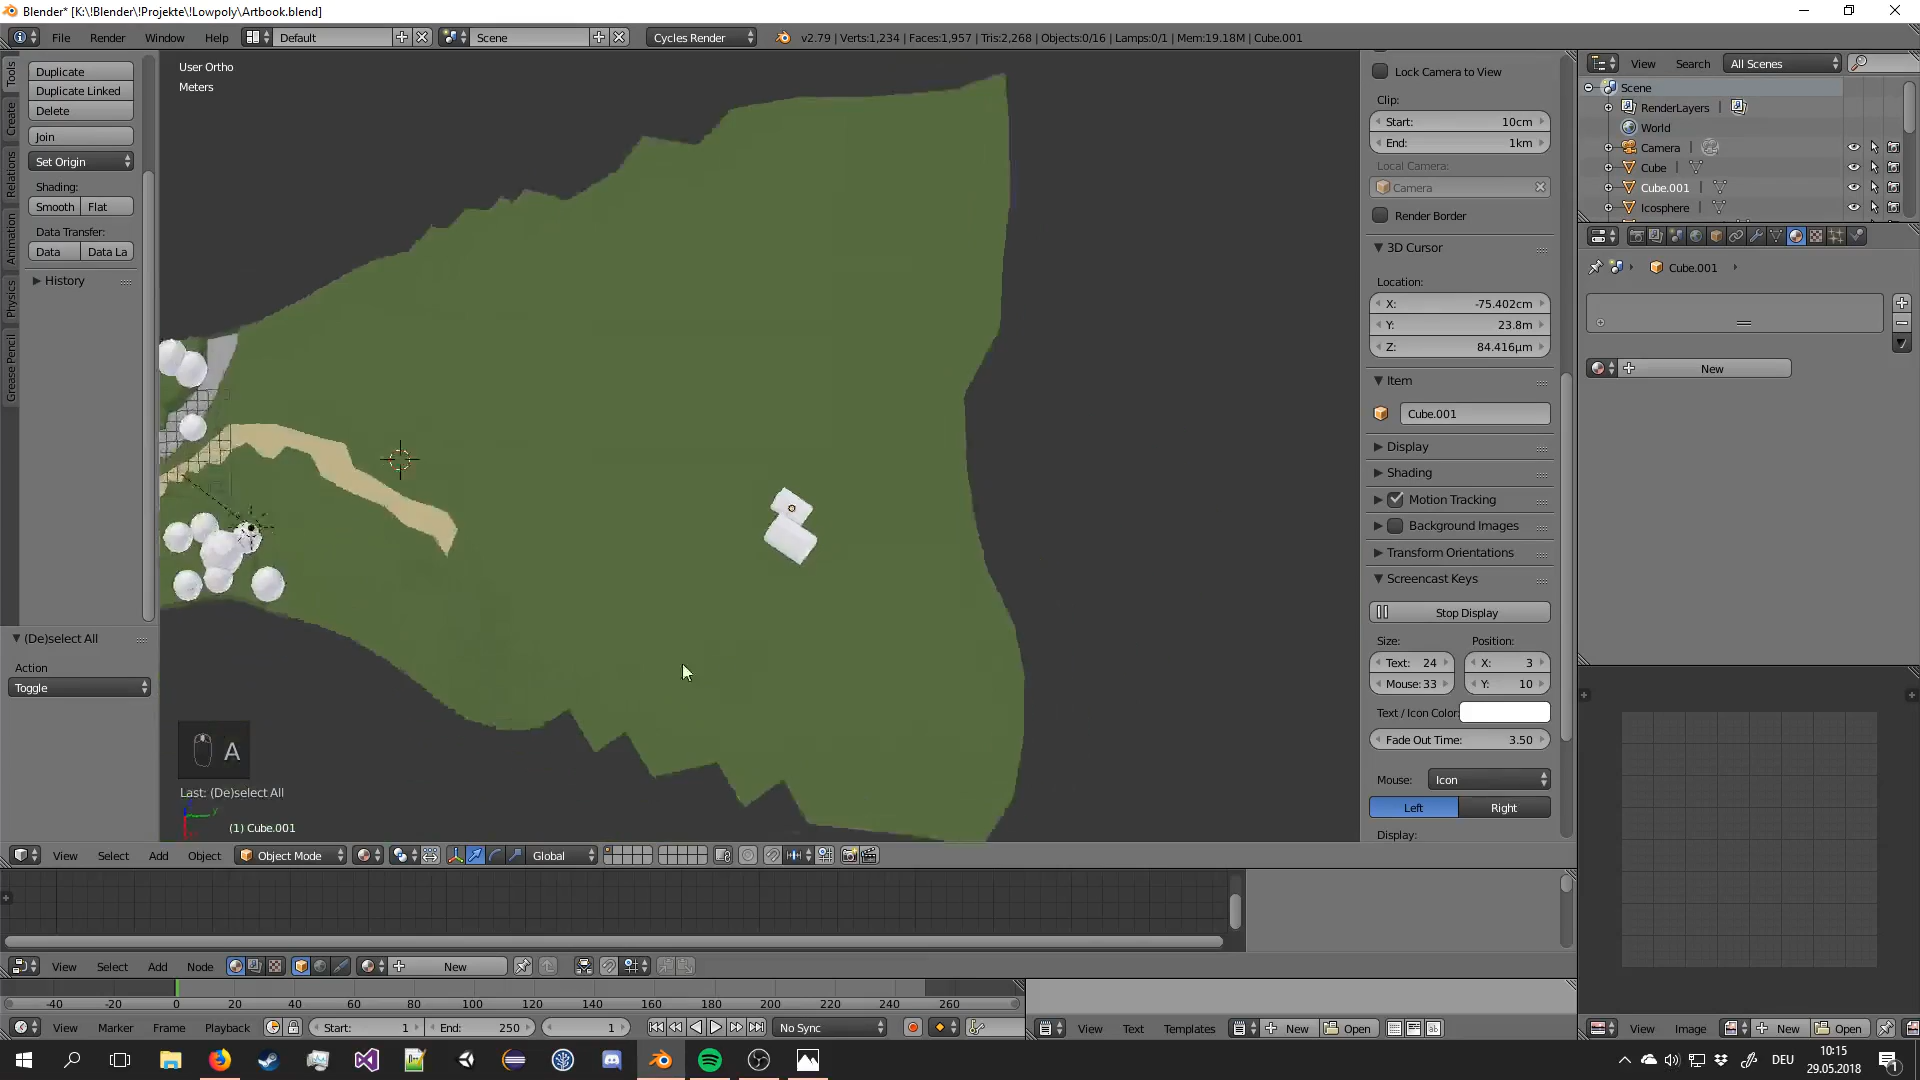 Blender* [K:\!Blender\!Projekte\!Lowpoly\Artbook.blend]
File Render Window Help Default Scene Cycles Render v2.79 | Verts:1,234 | Faces:1,957 | Tris:2,268 | Objects:0/16 | Lamps:0/1 | Mem:19.18M | Cube.001
Tools
Create
Relations
Animation
Physics
Grease Pencil
Duplicate
Duplicate Linked
Delete
Join
Set Origin
Shading:
Smooth Flat
Data Transfer:
Data Data La
History
(De)select All
Action
Toggle
User Ortho
Meters
A
Last: (De)select All
(1) Cube.001
Lock Camera to View
Clip:
Start: 10cm
End: 1km
Local Camera:
Camera
Render Border
3D Cursor
Location:
X: -75.402cm
Y: 23.8m
Z: 84.416µm
Item
Cube.001
Display
Shading
Motion Tracking
Background Images
Transform Orientations
Screencast Keys
Stop Display
Size: Position:
Text: 24 X: 3
Mouse: 33 Y: 10
Text / Icon Color:
Fade Out Time: 3.50
Mouse: Icon
Left Right
Display:
View Search All Scenes
Scene
RenderLayers
World
Camera
Cube
Cube.001
Icosphere
Cube.001
New
View Select Add Object Object Mode Global
View Select Add Node New
-40 -20 0 20 40 60 80 100 120 140 160 180 200 220 240 260
View Marker Frame Playback Start: 1 End: 250 1 No Sync
View Text Templates New Open
View Image New Open
DEU
10:15
29.05.2018
1